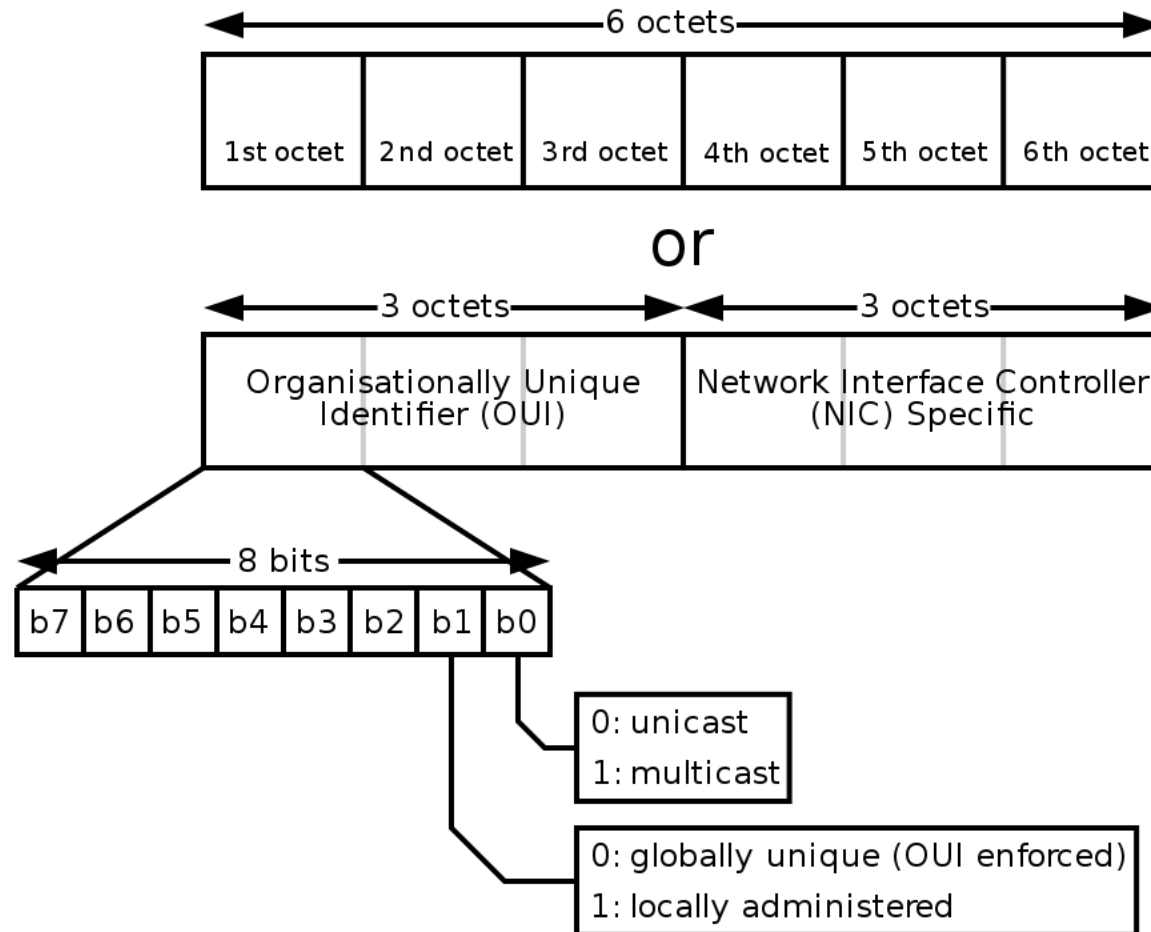 6 octets
1st octet 2nd octet 3rd octet 4th octet 5th octet 6th octet
or
3 octets 3 octets
Organisationally Unique
Identifier (OUI)
Network Interface Controller
(NIC) Specific
8 bits
b7 b6 b5 b4 b3 b2 b1 b0
0: unicast
1: multicast
0: globally unique (OUI enforced)
1: locally administered